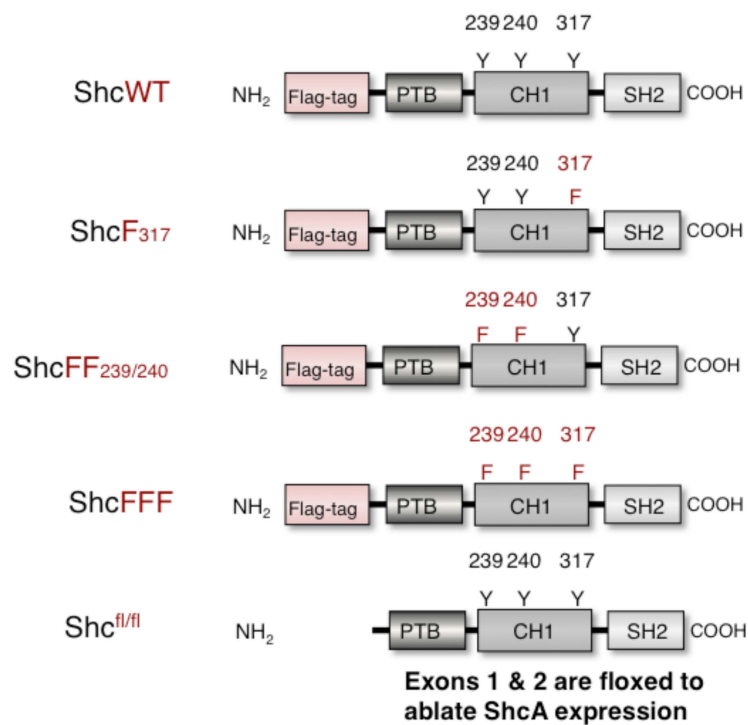 239 240 317
Y Y Y
ShcWT NH2 Flag-tag PTB CH1 SH2 COOH
239 240 317
Y Y F
ShcF317 NH2 Flag-tag PTB CH1 SH2 COOH
239 240 317
F F Y
ShcFF239/240 NH2 Flag-tag PTB CH1 SH2 COOH
239 240 317
F F F
ShcFFF NH2 Flag-tag PTB CH1 SH2 COOH
239 240 317
Y Y Y
Shcfl/fl NH2 PTB CH1 SH2 COOH
Exons 1 & 2 are floxed to
ablate ShcA expression